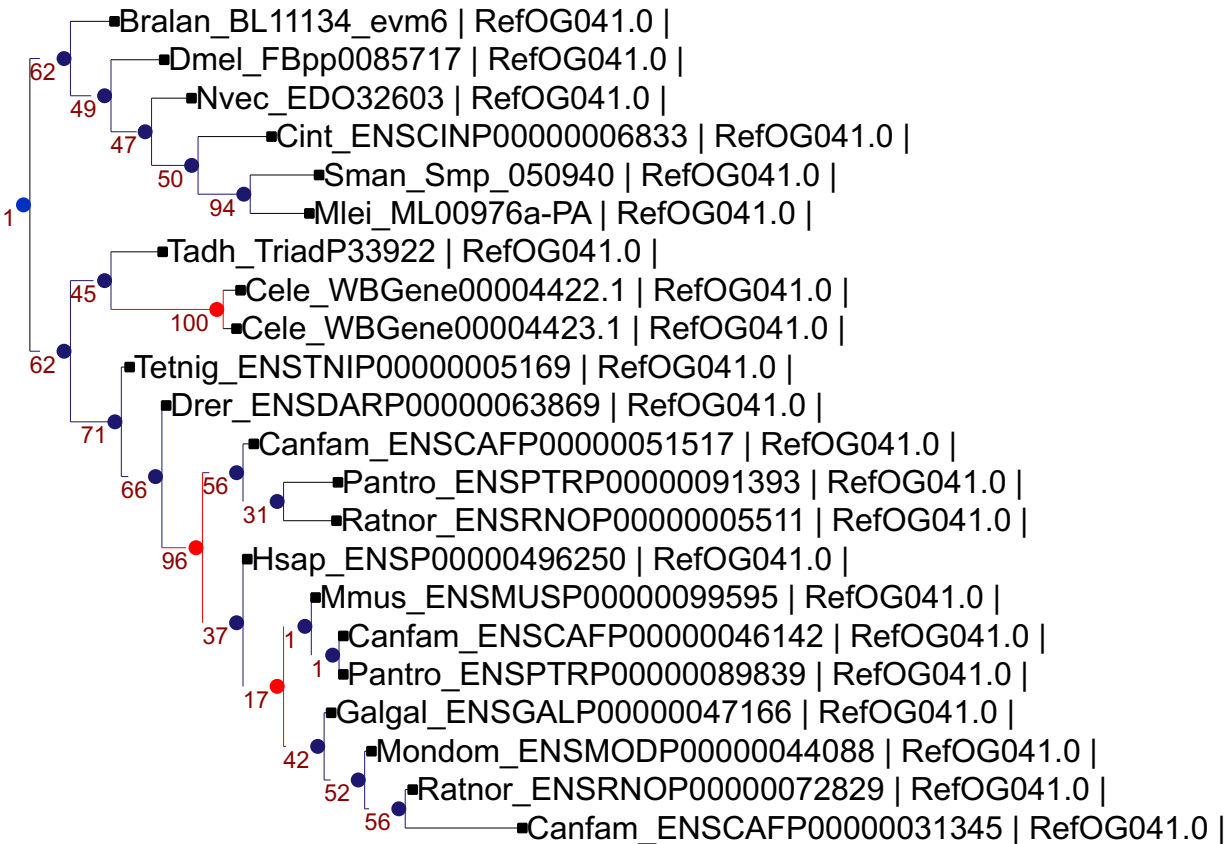 Bralan_BL11134_evm6 | RefOG041.0 |
62
Dmel_FBpp0085717 | RefOG041.0 |
49
Nvec_EDO32603 | RefOG041.0 |
47
Cint_ENSCINP00000006833 | RefOG041.0 |
50
Sman_Smp_050940 | RefOG041.0 |
94
Mlei_ML00976a-PA | RefOG041.0 |
1
Tadh_TriadP33922 | RefOG041.0 |
45
Cele_WBGene00004422.1 | RefOG041.0 |
100
Cele_WBGene00004423.1 | RefOG041.0 |
62
Tetnig_ENSTNIP00000005169 | RefOG041.0 |
71
Drer_ENSDARP00000063869 | RefOG041.0 |
66
Canfam_ENSCAFP00000051517 | RefOG041.0 |
56
Pantro_ENSPTRP00000091393 | RefOG041.0 |
31
Ratnor_ENSRNOP00000005511 | RefOG041.0 |
96
Hsap_ENSP00000496250 | RefOG041.0 |
37
Mmus_ENSMUSP00000099595 | RefOG041.0 |
1
Canfam_ENSCAFP00000046142 | RefOG041.0 |
1
Pantro_ENSPTRP00000089839 | RefOG041.0 |
17
Galgal_ENSGALP00000047166 | RefOG041.0 |
42
Mondom_ENSMODP00000044088 | RefOG041.0 |
52
Ratnor_ENSRNOP00000072829 | RefOG041.0 |
56
Canfam_ENSCAFP00000031345 | RefOG041.0 |